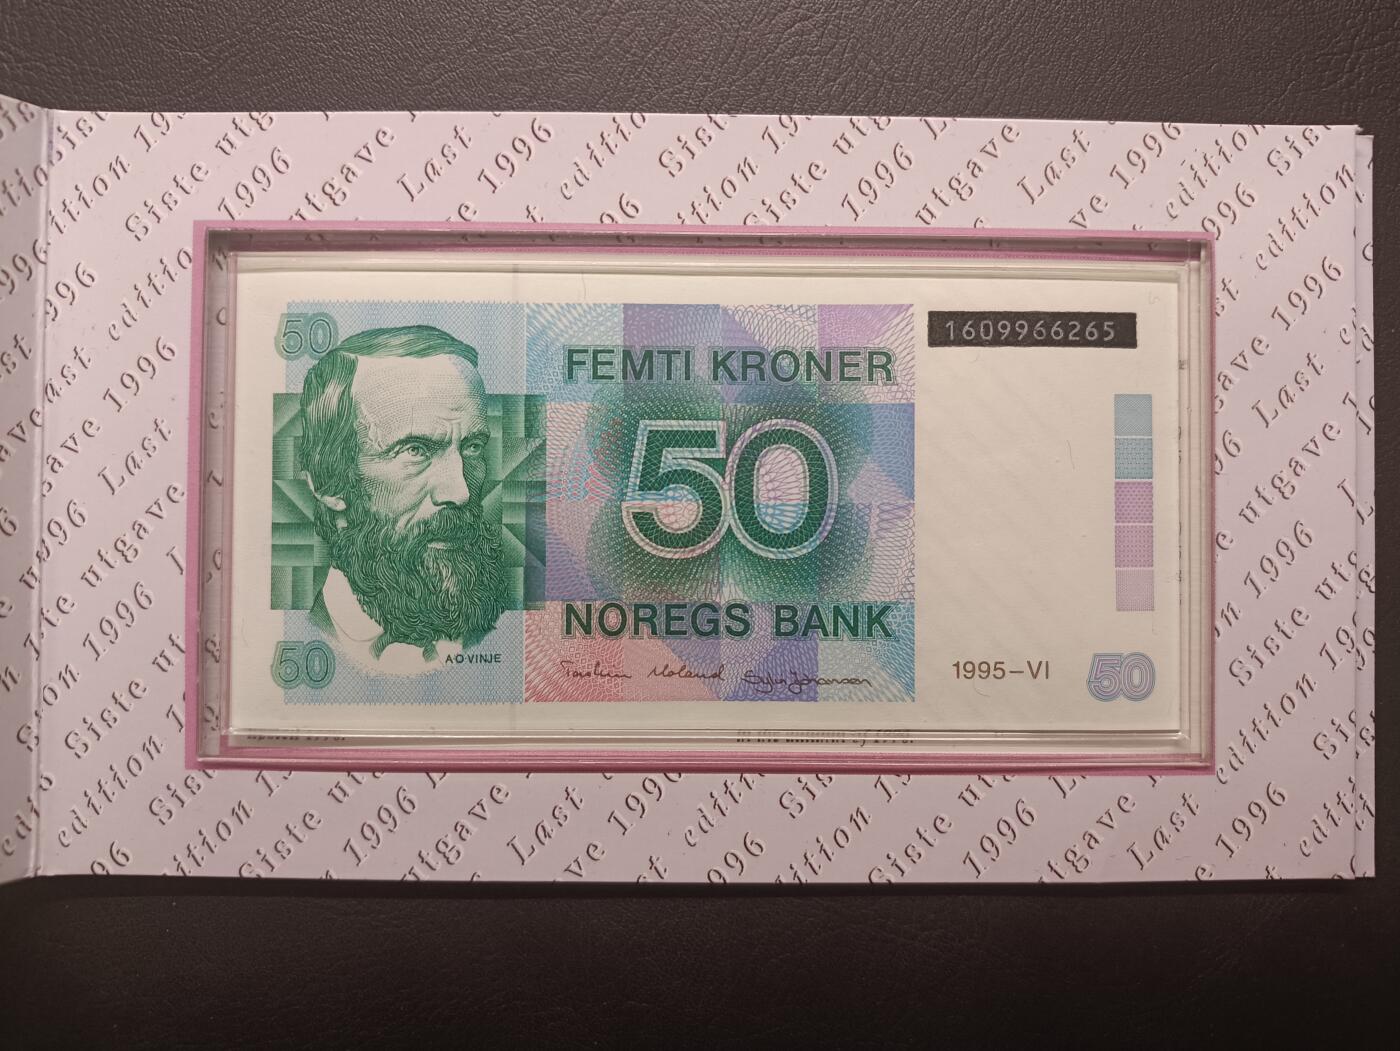 Siste utgave 1996 Last edition 1996
50
FEMTI KRONER
1609966265
50
NOREGS BANK
50
A·O·VINJE
1995-VI
50